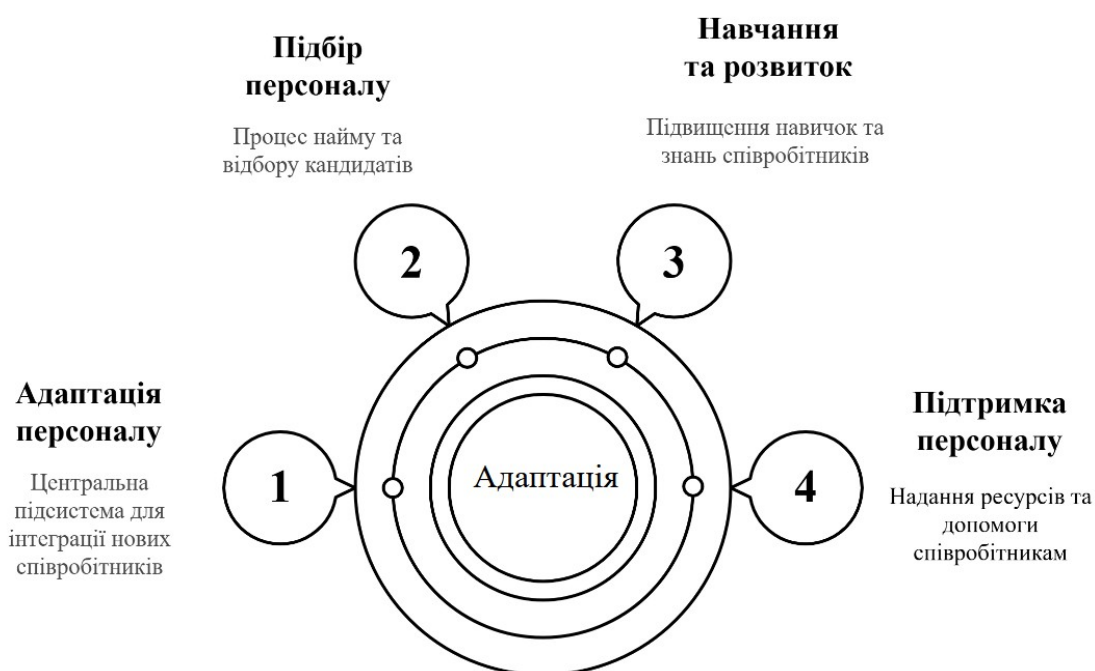 Підбір
персоналу
Процес найму та
відбору кандидатів
Навчання
та розвиток
Підвищення навичок та
знань співробітників
2
3
Адаптація
персоналу
Центральна
підсистема для
інтеграції нових
співробітників
1
Адаптація
4
Підтримка
персоналу
Надання ресурсів та
допомоги
співробітникам